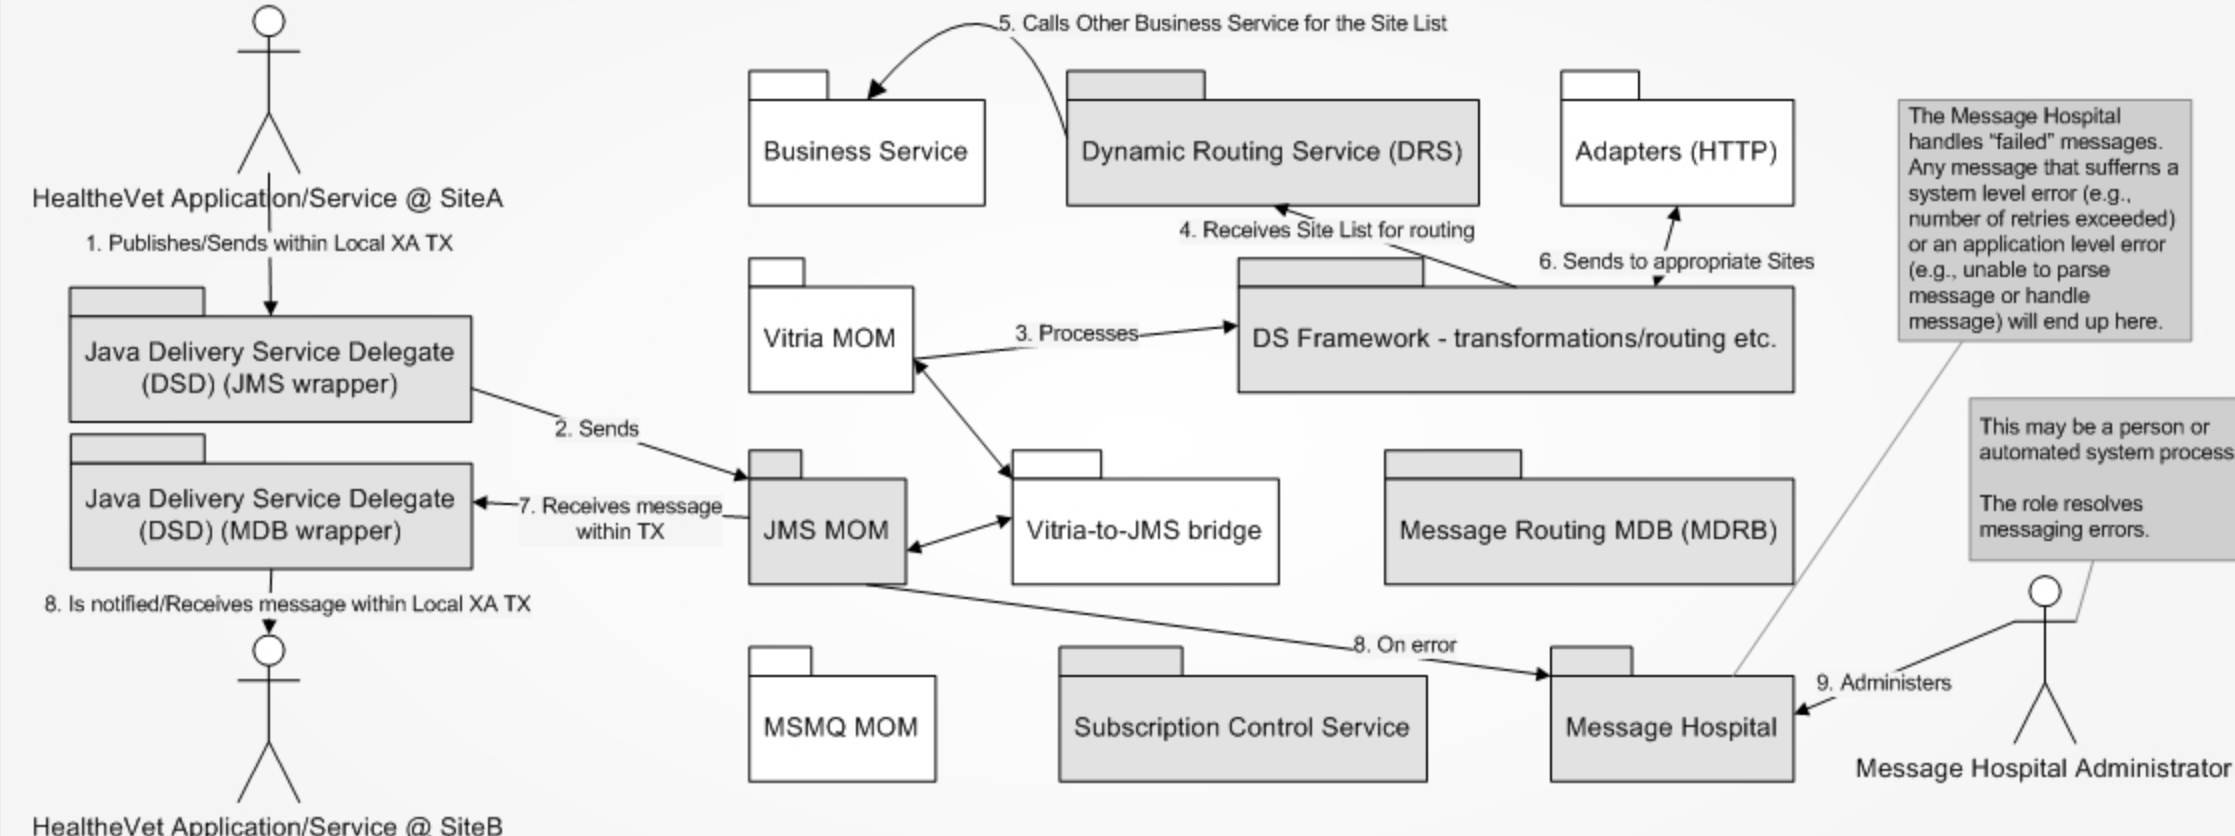 5. Calls Other Business Service for the Site List
HealtheVet Application/Service @ SiteA
1. Publishes/Sends within Local XA TX
Business Service
Dynamic Routing Service (DRS)
Adapters (HTTP)
The Message Hospital
handles "failed" messages.
Any message that sufferns a
system level error (e.g.,
number of retries exceeded)
or an application level error
(e.g., unable to parse
message or handle
message) will end up here.
4. Receives Site List for routing
6. Sends to appropriate Sites
Java Delivery Service Delegate
(DSD) (JMS wrapper)
Vitria MOM
3. Processes
DS Framework - transformations/routing etc.
2. Sends
This may be a person or
automated system process
The role resolves
messaging errors.
Java Delivery Service Delegate
(DSD) (MDB wrapper)
7. Receives message
within TX
JMS MOM
Vitria-to-JMS bridge
Message Routing MDB (MDRB)
8. Is notified/Receives message within Local XA TX
8. On error
9. Administers
MSMQ MOM
Subscription Control Service
Message Hospital
Message Hospital Administrator
HealtheVet Application/Service @ SiteB